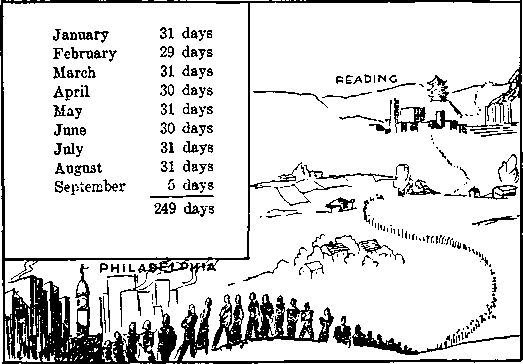 January 31 days
February 29 days
March 31 days
April 30 days
May 31 days
June 30 days
July 31 days
August 31 days
September 5 days
249 days
READING
PHILADELPHIA